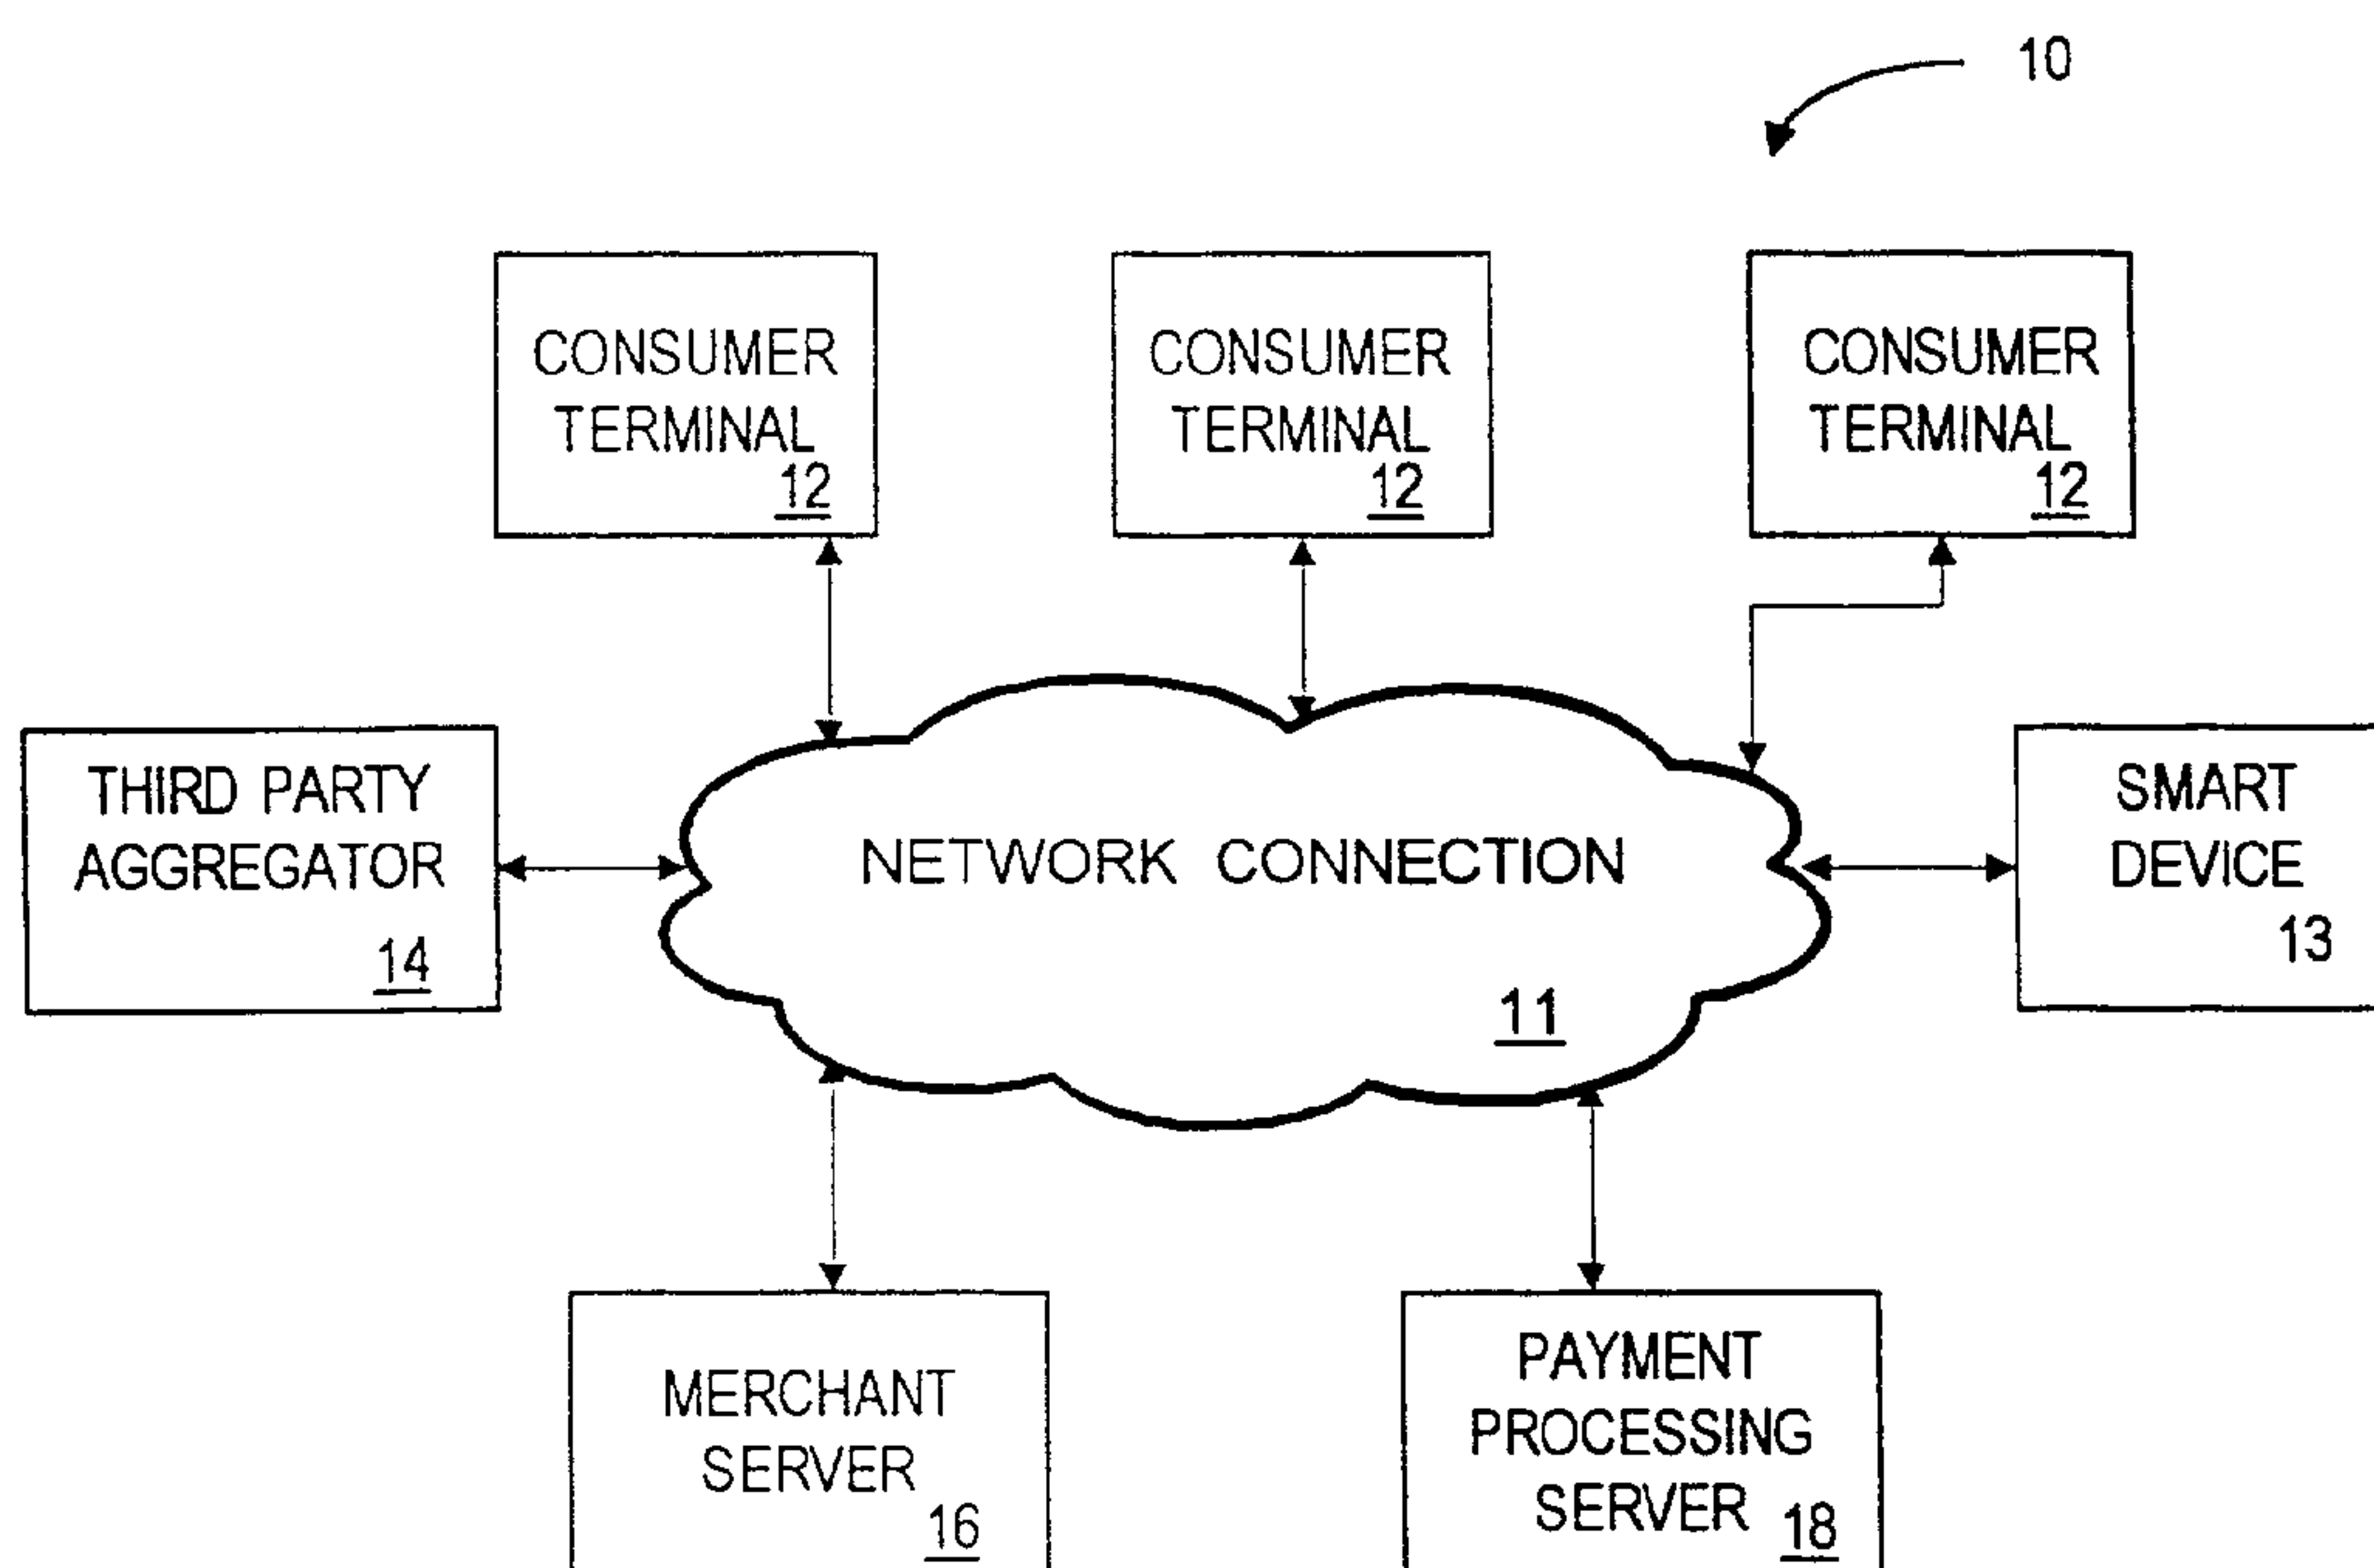 10
CONSUMER
TERMINAL
12
CONSUMER
TERMINAL
12
CONSUMER
TERMINAL
12
THIRD PARTY
AGGREGATOR
14
NETWORK CONNECTION
11
SMART
DEVICE
13
MERCHANT
SERVER
16
PAYMENT
PROCESSING
SERVER
18